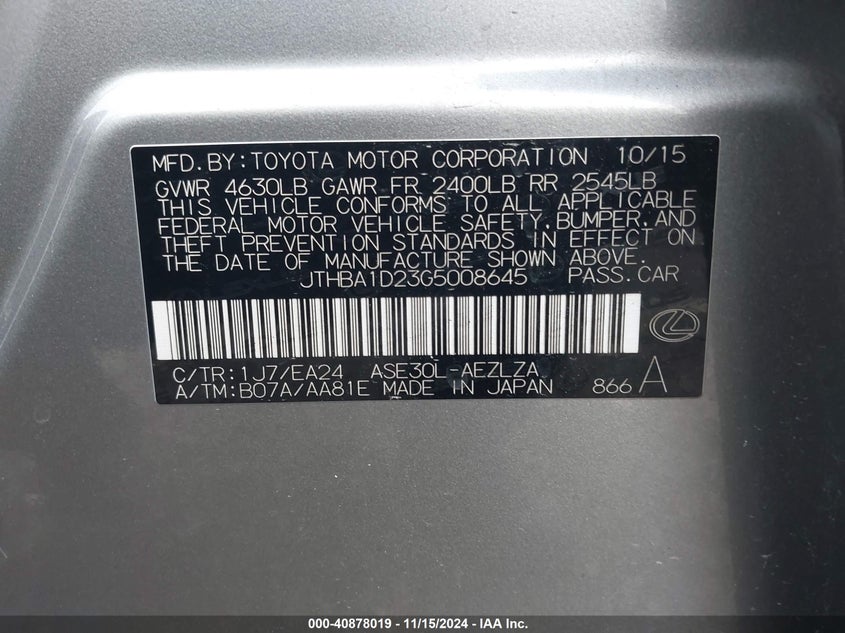 MFD.BY:TOYOTA MOTOR CORPORATION 10/15
GVWR 4630LB GAWR FR 2400LB RR 2545LB
THIS VEHICLE CONFORMS TO ALL APPLICABLE
FEDERAL MOTOR VEHICLE SAFETY,BUMPER,AND
THEFT PREVENTION STANDARDS IN EFFECT ON
THE DATE OF MANUFACTURE SHOWN ABOVE.
JTHBA1D23G5008645 PASS.CAR
C/TR:1J7/EA24 ASE30L-AEZLZA
A/TM:B07A/AA81E MADE IN JAPAN 866 A
000-40878019 - 11/15/2024 - IAA Inc.